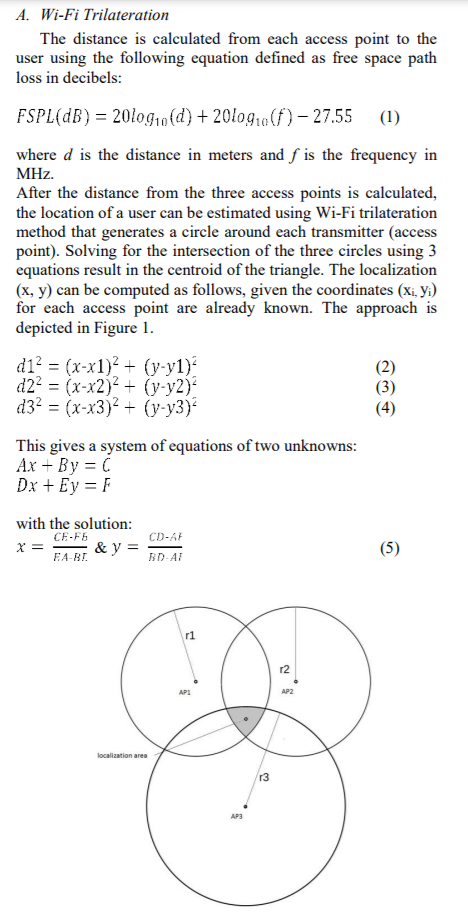 A. Wi-Fi Trilateration
The distance is calculated from each access point to the
user using the following equation defined as free space path
loss in decibels:
FSPL(dB) = 20log₁₀(d) + 20log₁₀(f) − 27.55 (1)
where d is the distance in meters and f is the frequency in
MHz.
After the distance from the three access points is calculated,
the location of a user can be estimated using Wi-Fi trilateration
method that generates a circle around each transmitter (access
point). Solving for the intersection of the three circles using 3
equations result in the centroid of the triangle. The localization
(x, y) can be computed as follows, given the coordinates (xᵢ, yᵢ)
for each access point are already known. The approach is
depicted in Figure 1.
d1² = (x-x1)² + (y-y1)² (2)
d2² = (x-x2)² + (y-y2)² (3)
d3² = (x-x3)² + (y-y3)² (4)
This gives a system of equations of two unknowns:
Ax + By = C
Dx + Ey = F
with the solution:
CE-FB CD-AF
x = & y = (5)
EA-BD BD-AE
r1
r2
AP1
AP2
localization area
r3
AP3